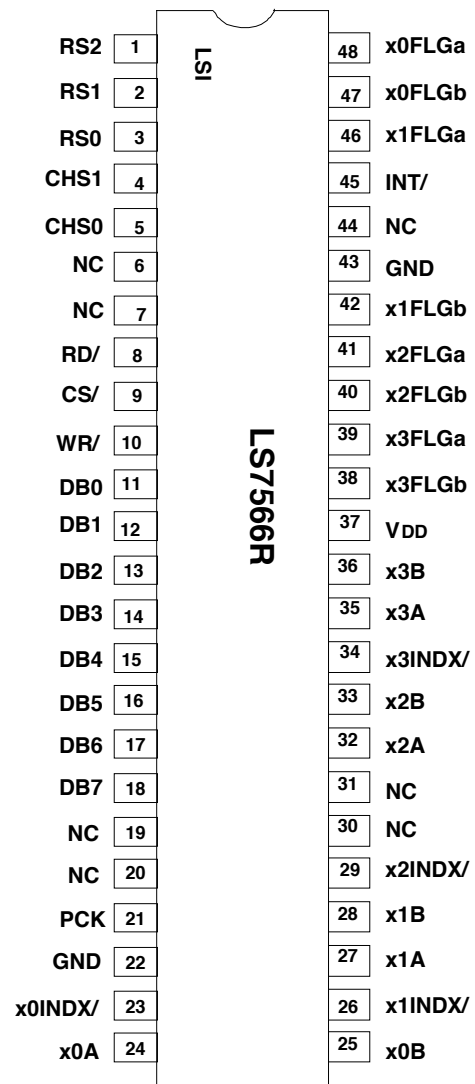 RS2 1 48 x0FLGa
LSI
RS1 2 47 x0FLGb
RS0 3 46 x1FLGa
CHS1 4 45 INT/
CHS0 5 44 NC
NC 6 43 GND
NC 7 42 x1FLGb
RD/ 8 41 x2FLGa
CS/ 9 40 x2FLGb
WR/ 10 39 x3FLGa
DB0 11 38 x3FLGb
LS7566R
DB1 12 37 VDD
DB2 13 36 x3B
DB3 14 35 x3A
DB4 15 34 x3INDX/
DB5 16 33 x2B
DB6 17 32 x2A
DB7 18 31 NC
NC 19 30 NC
NC 20 29 x2INDX/
PCK 21 28 x1B
GND 22 27 x1A
x0INDX/ 23 26 x1INDX/
x0A 24 25 x0B